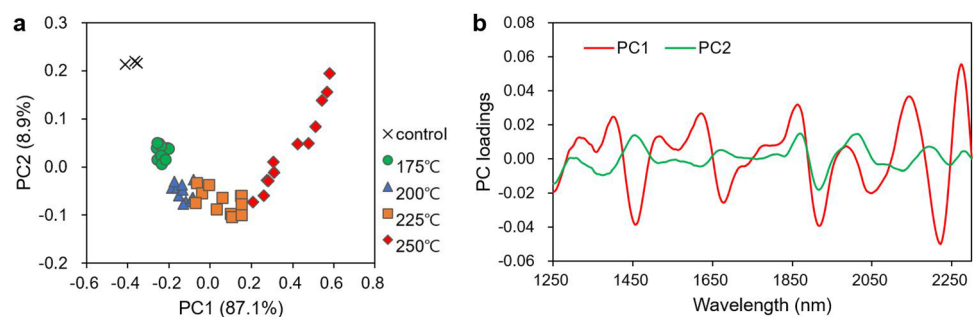 a
0.3
0.2
0.1
0.0
-0.1
-0.2
PC2 (8.9%)
-0.6 -0.4 -0.2 0.0 0.2 0.4 0.6 0.8
PC1 (87.1%)
control
175℃
200℃
225℃
250℃
b
0.08
0.06
0.04
0.02
0.00
-0.02
-0.04
-0.06
PC loadings
PC1 PC2
1250 1450 1650 1850 2050 2250
Wavelength (nm)